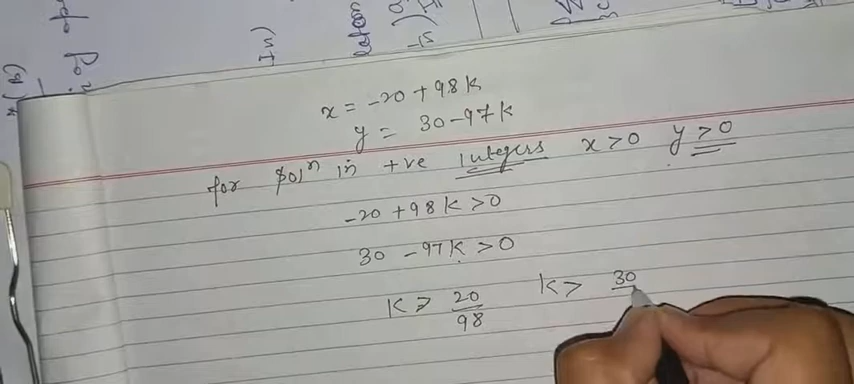 x = -20 + 98K
y = 30 - 97K
for sol^n in +ve Integers x > 0 y > 0
-20 + 98K > 0
30 - 97K > 0
K > 20/98 K > 30